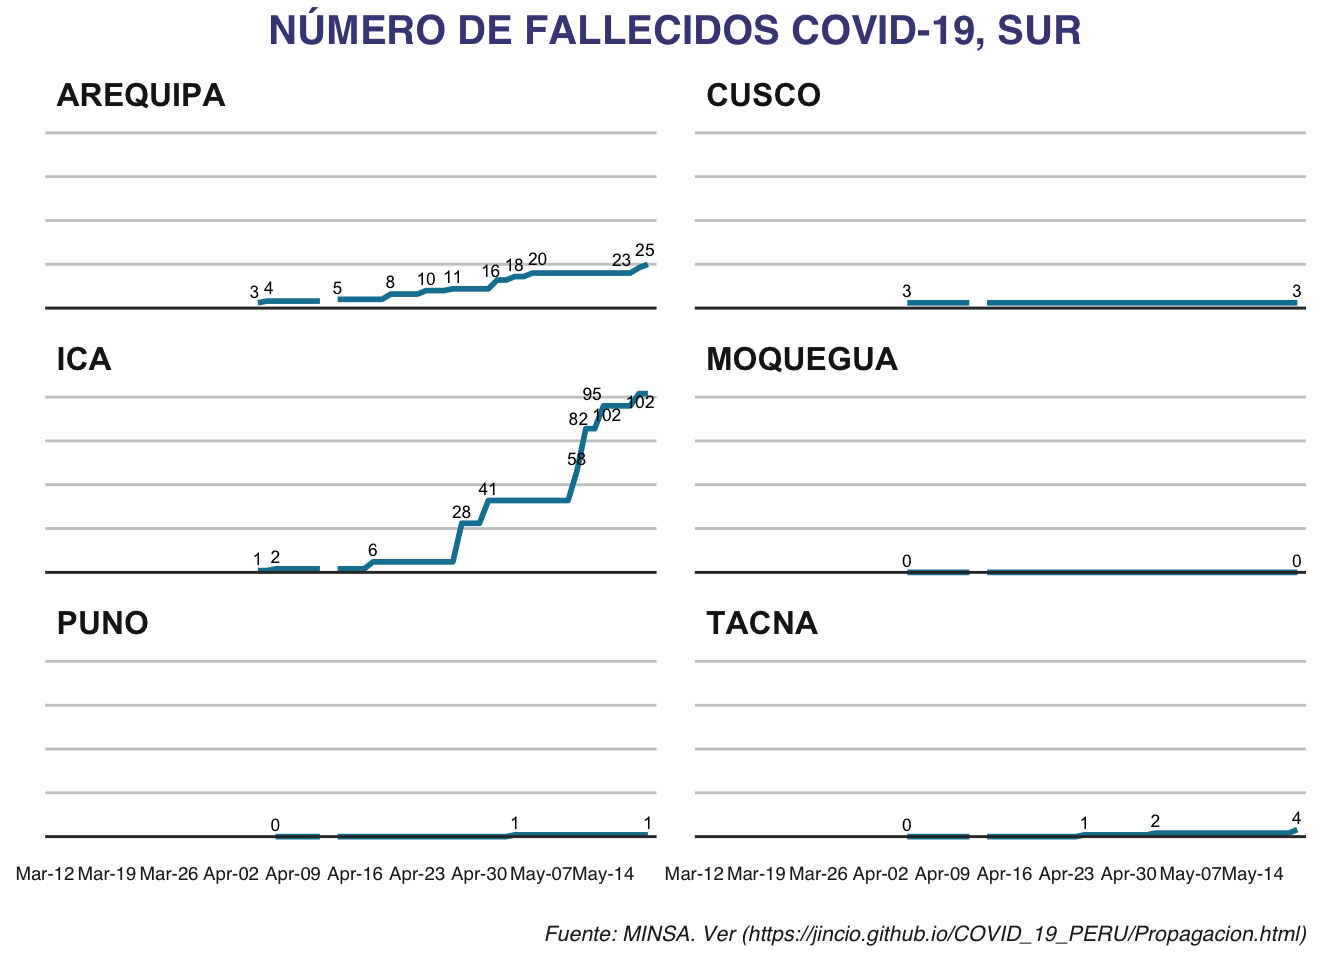 NÚMERO DE FALLECIDOS COVID-19, SUR
AREQUIPA
3 4 5 8 10 11 16 18 20 23 25
CUSCO
3 3
ICA
1 2 6 28 41 58 82 95 102 102
MOQUEGUA
0 0
PUNO
0 1 1
TACNA
0 1 2 4
Mar-12 Mar-19 Mar-26 Apr-02 Apr-09 Apr-16 Apr-23 Apr-30 May-07 May-14
Mar-12 Mar-19 Mar-26 Apr-02 Apr-09 Apr-16 Apr-23 Apr-30 May-07 May-14
Fuente: MINSA. Ver (https://jincio.github.io/COVID_19_PERU/Propagacion.html)